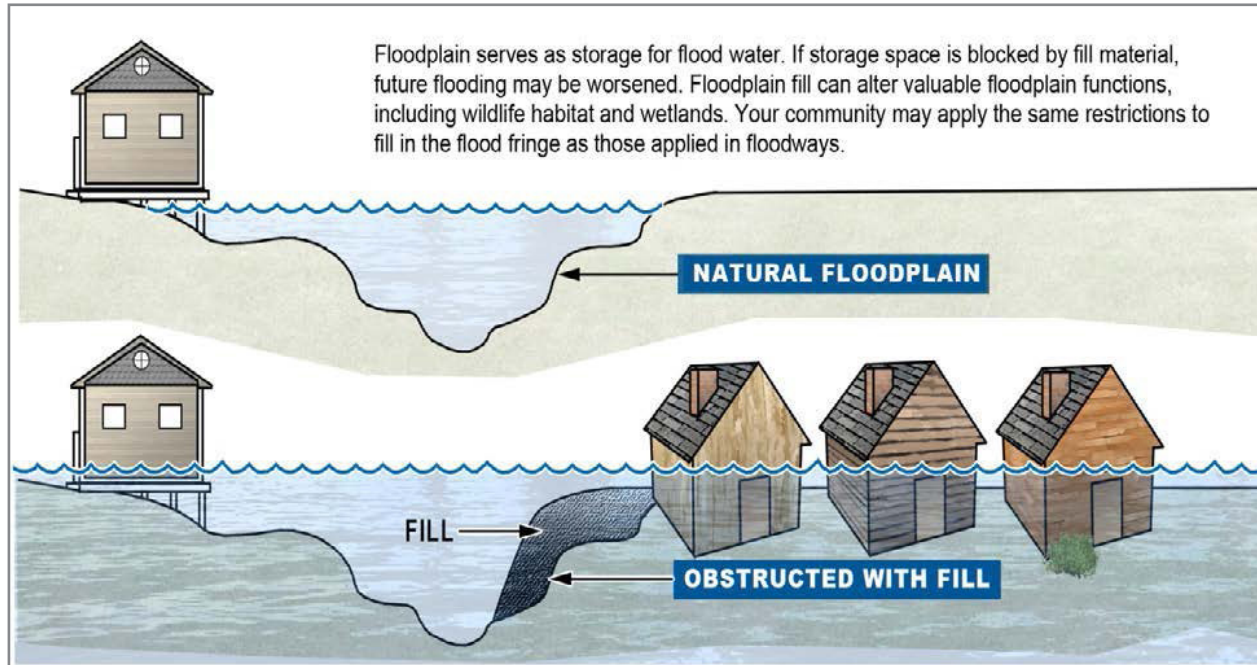 Floodplain serves as storage for flood water. If storage space is blocked by fill material,
future flooding may be worsened. Floodplain fill can alter valuable floodplain functions,
including wildlife habitat and wetlands. Your community may apply the same restrictions to
fill in the flood fringe as those applied in floodways.
NATURAL FLOODPLAIN
FILL
OBSTRUCTED WITH FILL